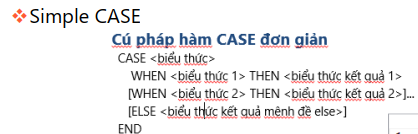 Simple CASE
Cú pháp hàm CASE đơn giản
CASE <biểu thức>
WHEN <biểu thức 1> THEN <biểu thức kết quả 1>
[WHEN <biểu thức 2> THEN <biểu thức kết quả 2>]...
[ELSE <biểu thức kết quả mệnh đề else>]
END